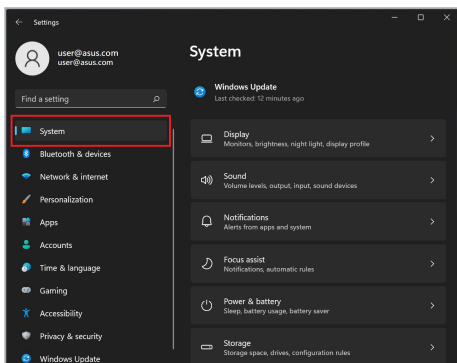 Settings
user@asus.com
user@asus.com
Find a setting
System
Bluetooth & devices
Network & internet
Personalization
Apps
Accounts
Time & language
Gaming
Accessibility
Privacy & security
Windows Update
System
Windows Update
Last checked: 12 minutes ago
Display
Monitors, brightness, night light, display profile
Sound
Volume levels, output, input, sound devices
Notifications
Alerts from apps and system
Focus assist
Notifications, automatic rules
Power & battery
Sleep, battery usage, battery saver
Storage
Storage space, drives, configuration rules